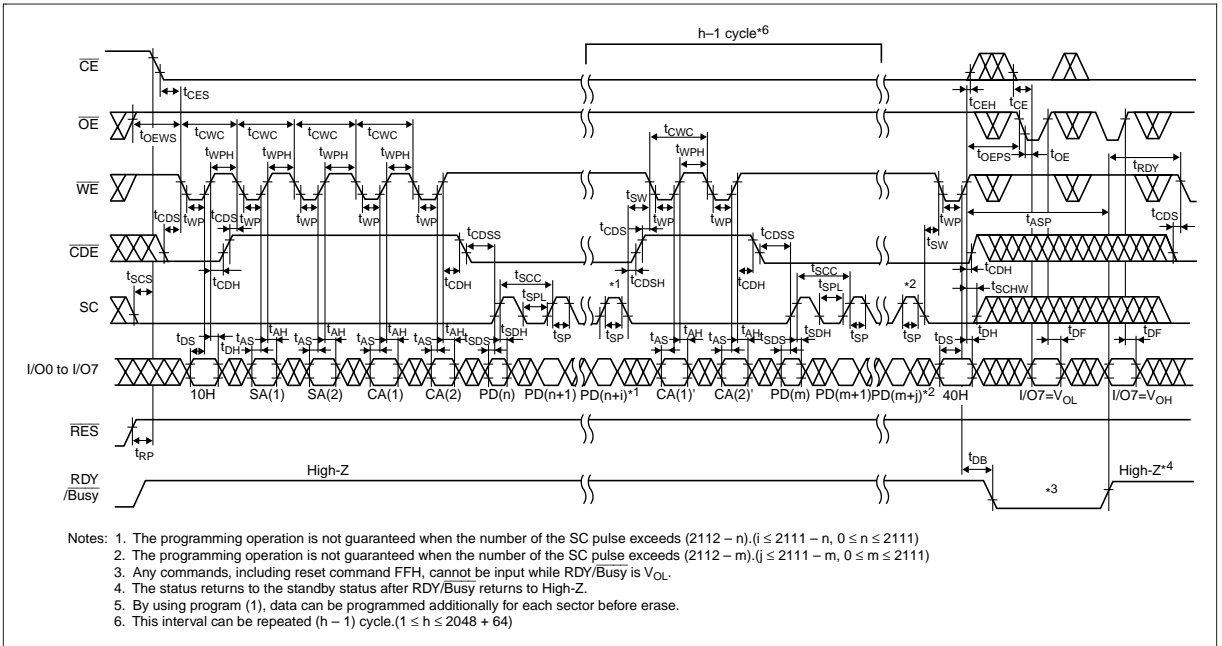 h–1 cycle*6
CE
tCES
tCEH tCE
OE
tOEWS tCWC tCWC tCWC tCWC tCWC
tWPH tWPH tWPH tWPH tWPH
tOEPS tOE
tRDY
WE
tCDS tWP tCDS tWP tWP tWP tWP tSW tWP tWP tWP tSW tASP tCDS
CDE
tCDH tCDSS tCDH tCDS tCDSH tCDSS tCDH tCDH
tSCS tSCC tSPL *1 tSCC tSPL *2 tSCHW
SC
tSP tSP tSP tSP
tDS tDH tAS tAH tAS tAH tAS tAH tAS tAH tSDS tSDH tAS tAH tAS tAH tSDS tSDH tDS tDH tDF tDF
I/O0 to I/O7
10H SA(1) SA(2) CA(1) CA(2) PD(n) PD(n+1) PD(n+i)*1 CA(1)' CA(2)' PD(m) PD(m+1) PD(m+j)*2 40H I/O7=VOL I/O7=VOH
RES
tRP
tDB
RDY
/Busy
High-Z *3 High-Z*4
Notes: 1. The programming operation is not guaranteed when the number of the SC pulse exceeds (2112 – n).(i ≤ 2111 – n, 0 ≤ n ≤ 2111)
2. The programming operation is not guaranteed when the number of the SC pulse exceeds (2112 – m).(j ≤ 2111 – m, 0 ≤ m ≤ 2111)
3. Any commands, including reset command FFH, cannot be input while RDY/Busy is VOL.
4. The status returns to the standby status after RDY/Busy returns to High-Z.
5. By using program (1), data can be programmed additionally for each sector before erase.
6. This interval can be repeated (h – 1) cycle.(1 ≤ h ≤ 2048 + 64)